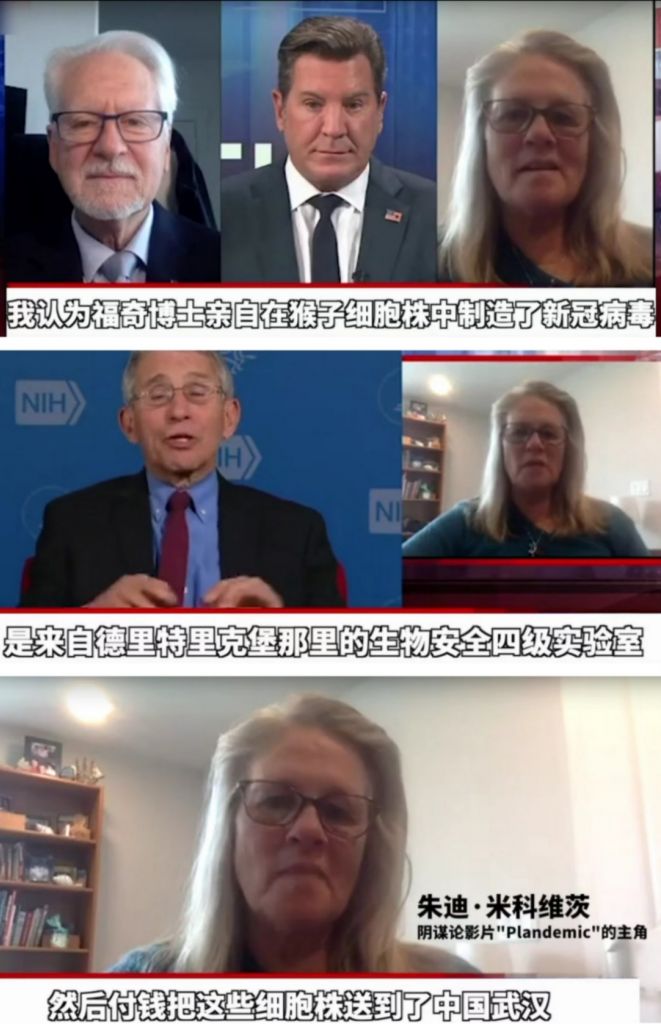 我认为福奇博士亲自在猴子细胞株中制造了新冠病毒
NIH
IH
NI
是来自德里特里克堡那里的生物安全四级实验室
朱迪·米科维茨
阴谋论影片"Plandemic"的主角
然后付钱把这些细胞株送到了中国武汉